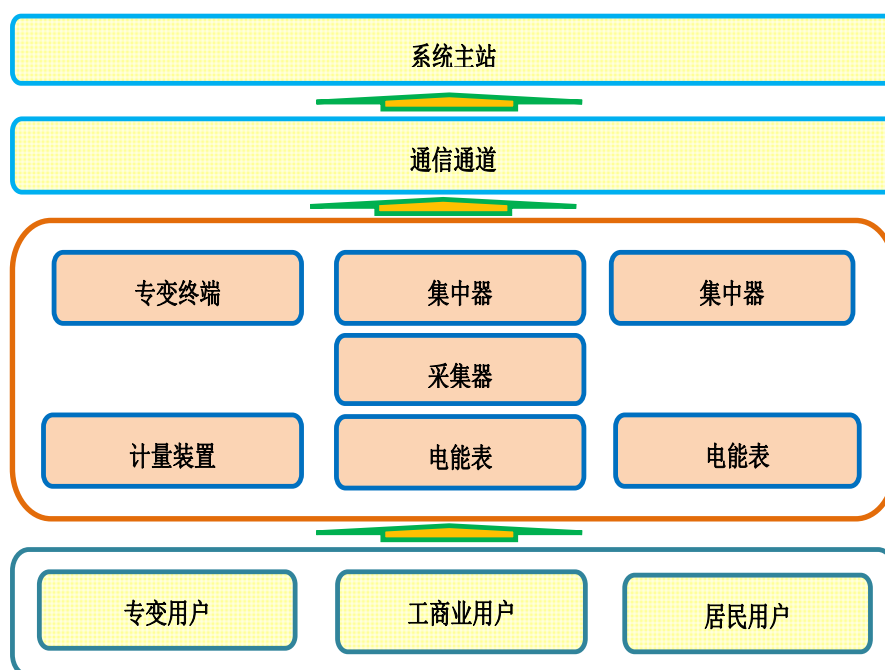 系统主站
通信通道
专变终端
集中器
集中器
采集器
计量装置
电能表
电能表
专变用户
工商业用户
居民用户